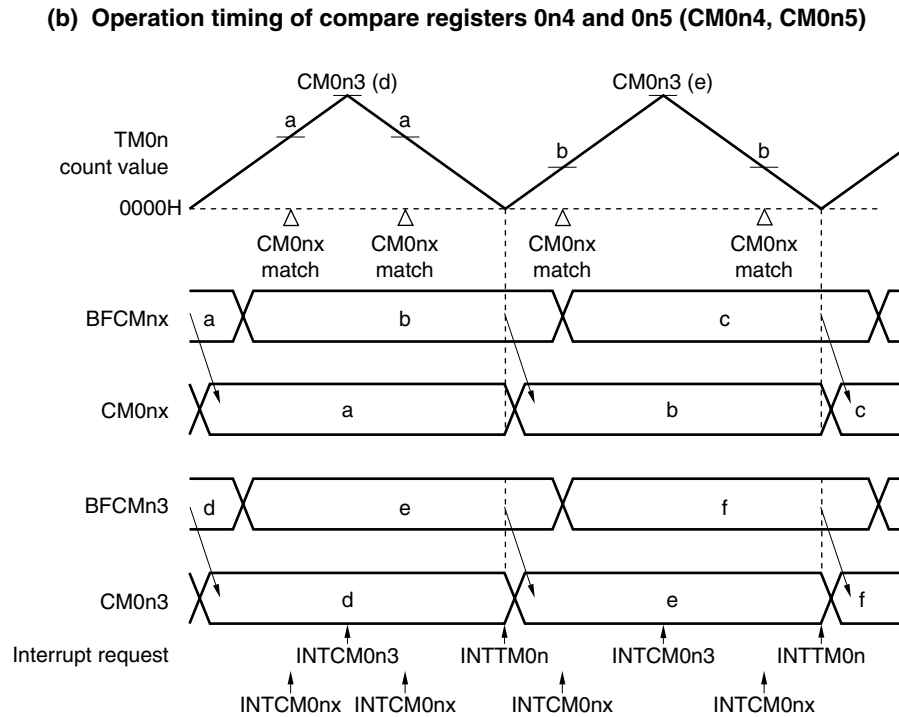 (b) Operation timing of compare registers 0n4 and 0n5 (CM0n4, CM0n5)
CM0n3 (d) CM0n3 (e)
a a
TM0n
count value
b b
0000H
CM0nx CM0nx CM0nx CM0nx
match match match match
BFCMnx a b c
CM0nx a b c
BFCMn3 d e f
CM0n3 d e f
Interrupt request INTCM0n3 INTTM0n INTCM0n3 INTTM0n
INTCM0nx INTCM0nx INTCM0nx INTCM0nx